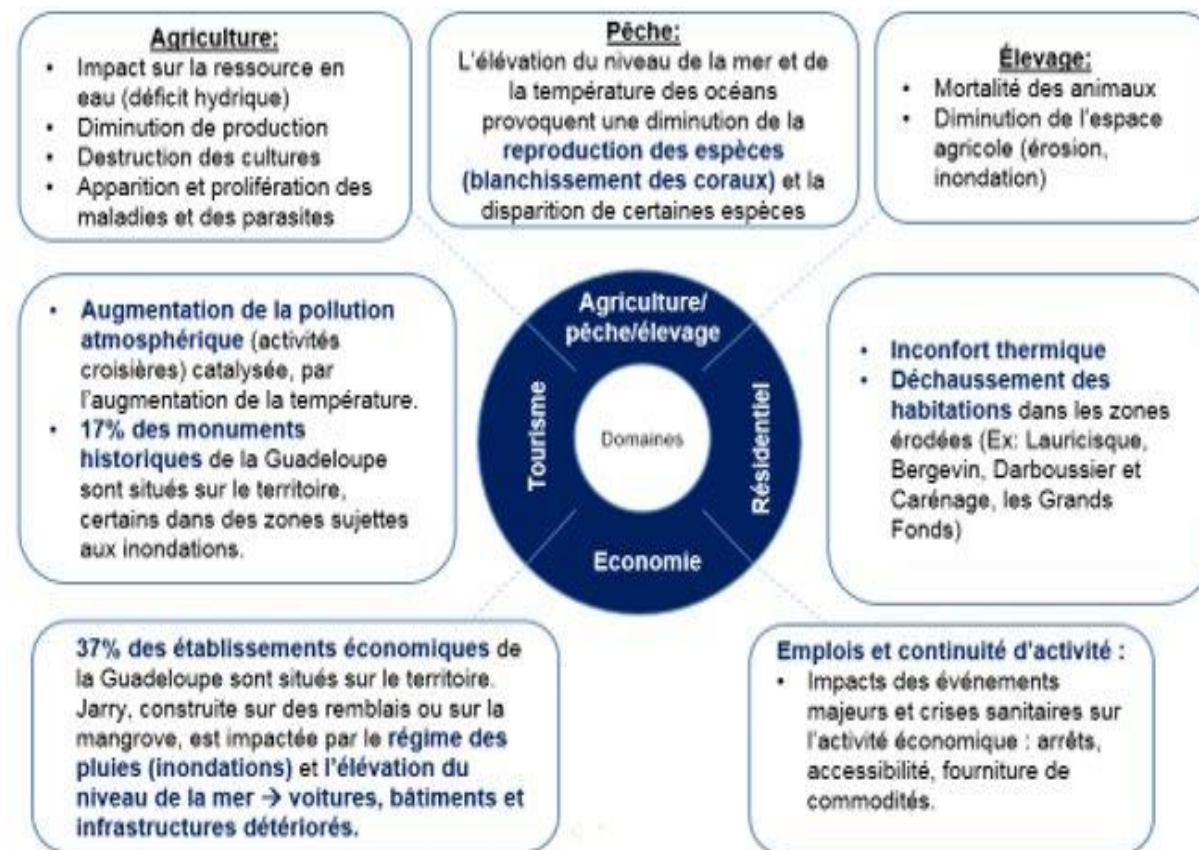 Agriculture:
• Impact sur la ressource en
eau (déficit hydrique)
• Diminution de production
• Destruction des cultures
• Apparition et prolifération des
maladies et des parasites
Pêche:
L'élévation du niveau de la mer et de
la température des océans
provoquent une diminution de la
reproduction des espèces
(blanchissement des coraux) et la
disparition de certaines espèces
Élevage:
• Mortalité des animaux
• Diminution de l'espace
agricole (érosion,
inondation)
• Augmentation de la pollution
atmosphérique (activités
croisières) catalysée, par
l'augmentation de la température.
• 17% des monuments
historiques de la Guadeloupe
sont situés sur le territoire,
certains dans des zones sujettes
aux inondations.
Agriculture/
pêche/élevage
Tourisme
Domaines
Résidentiel
Economie
• Inconfort thermique
• Déchaussement des
habitations dans les zones
érodées (Ex: Lauricisque,
Bergevin, Darboussier et
Carénage, les Grands
Fonds)
37% des établissements économiques de
la Guadeloupe sont situés sur le territoire.
Jarry, construite sur des remblais ou sur la
mangrove, est impactée par le régime des
pluies (inondations) et l'élévation du
niveau de la mer → voitures, bâtiments et
infrastructures détériorés.
Emplois et continuité d'activité :
• Impacts des événements
majeurs et crises sanitaires sur
l'activité économique : arrêts,
accessibilité, fourniture de
commodités.